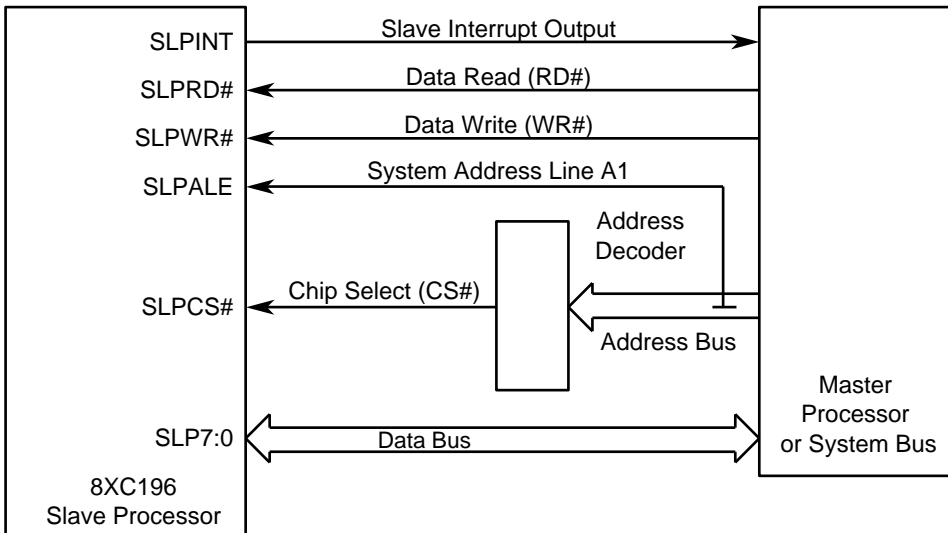 SLPINT
Slave Interrupt Output
SLPRD#
Data Read (RD#)
SLPWR#
Data Write (WR#)
SLPALE
System Address Line A1
Address
Decoder
SLPCS#
Chip Select (CS#)
Address Bus
Master
Processor
or System Bus
SLP7:0
Data Bus
8XC196
Slave Processor